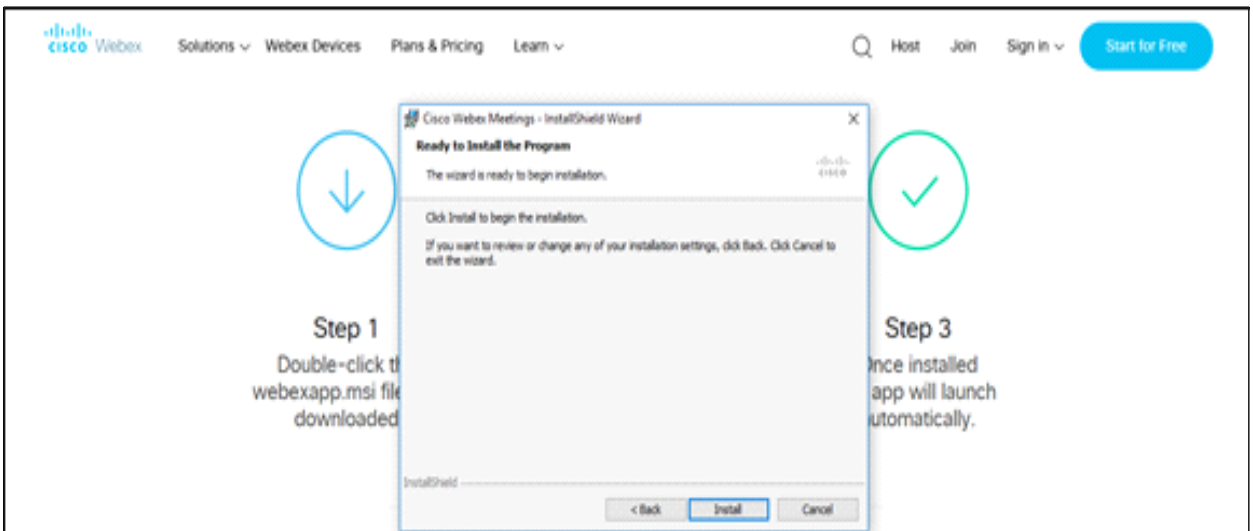 cisco Webex
Solutions Webex Devices Plans & Pricing Learn Host Join Sign in Start for Free
Cisco Webex Meetings - InstallShield Wizard
Ready to Install the Program
The wizard is ready to begin installation.
CISCO
Click Install to begin the installation.
If you want to review or change any of your installation settings, click Back. Click Cancel to
exit the wizard.
Step 1
Double-click
webexapp.msi
downloaded
Step 3
installed
app will launch
automatically.
InstallShield
< Back Install Cancel